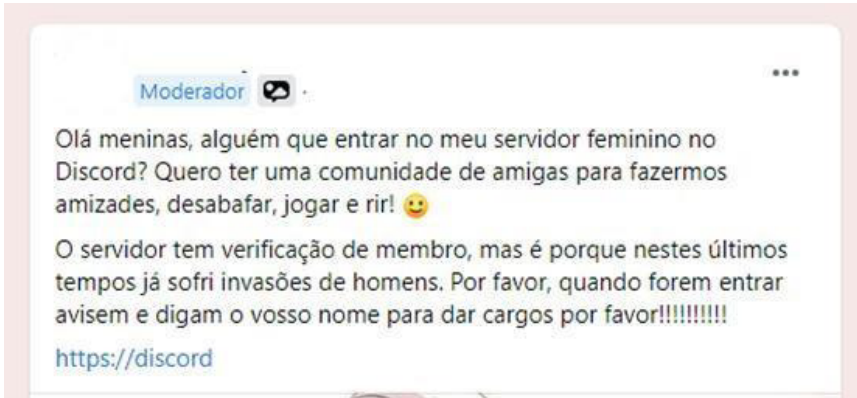 Moderador
Olá meninas, alguém que entrar no meu servidor feminino no
Discord? Quero ter uma comunidade de amigas para fazermos
amizades, desabafar, jogar e rir! 🙂
O servidor tem verificação de membro, mas é porque nestes últimos
tempos já sofri invasões de homens. Por favor, quando forem entrar
avisem e digam o vosso nome para dar cargos por favor!!!!!!!!!!
https://discord